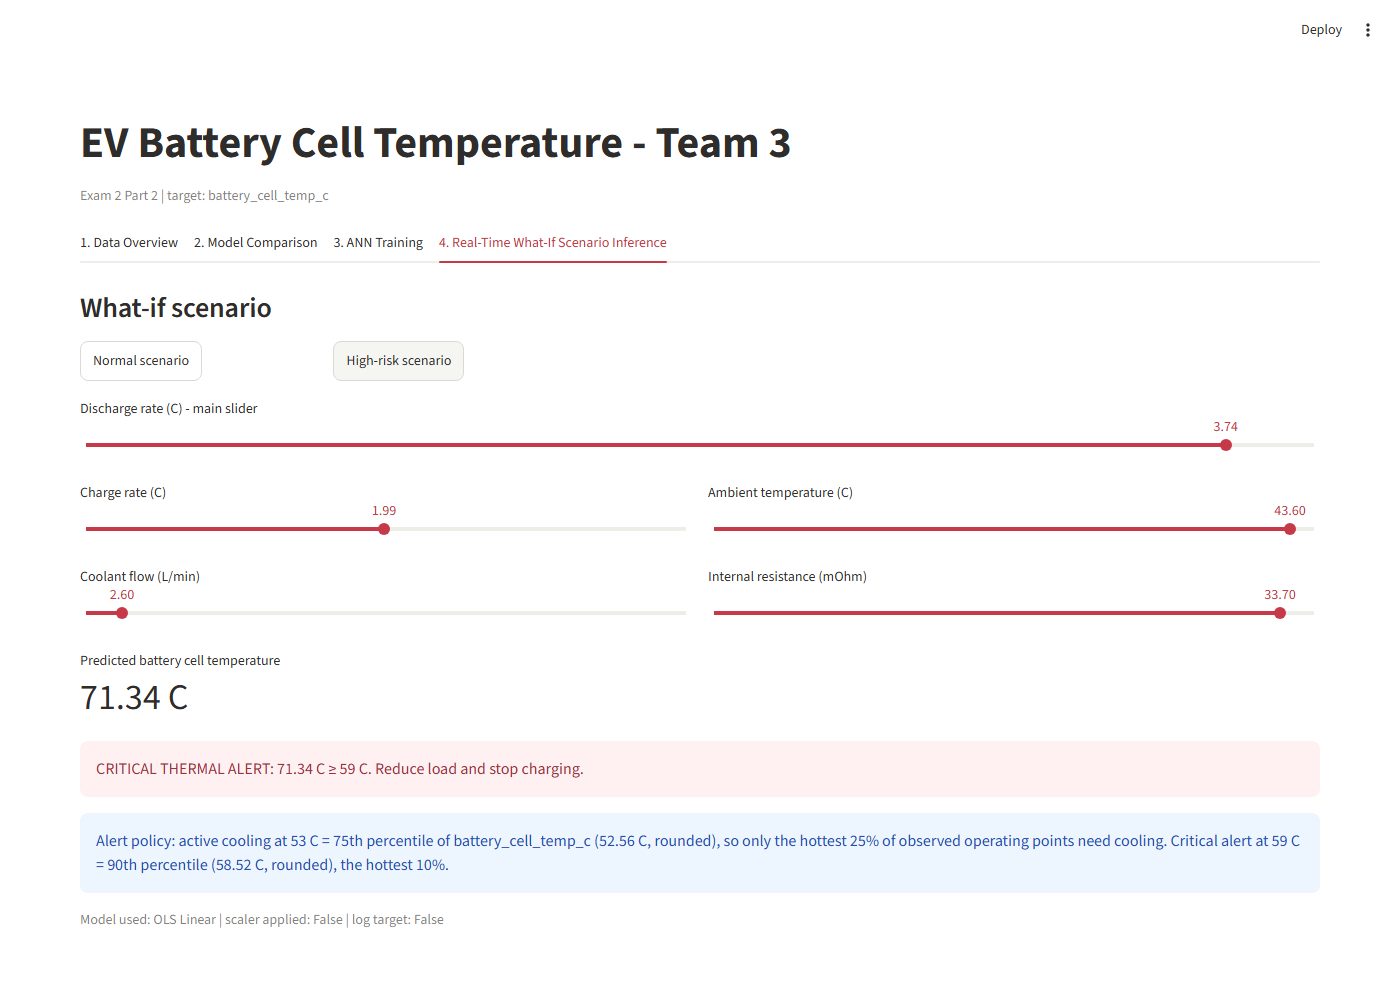 Deploy
EV Battery Cell Temperature - Team 3
Exam 2 Part 2 | target: battery_cell_temp_c
1. Data Overview 2. Model Comparison 3. ANN Training 4. Real-Time What-If Scenario Inference
What-if scenario
Normal scenario High-risk scenario
Discharge rate (C) - main slider
3.74
Charge rate (C)
1.99
Ambient temperature (C)
43.60
Coolant flow (L/min)
2.60
Internal resistance (mOhm)
33.70
Predicted battery cell temperature
71.34 C
CRITICAL THERMAL ALERT: 71.34 C ≥ 59 C. Reduce load and stop charging.
Alert policy: active cooling at 53 C = 75th percentile of battery_cell_temp_c (52.56 C, rounded), so only the hottest 25% of observed operating points need cooling. Critical alert at 59 C
= 90th percentile (58.52 C, rounded), the hottest 10%.
Model used: OLS Linear | scaler applied: False | log target: False